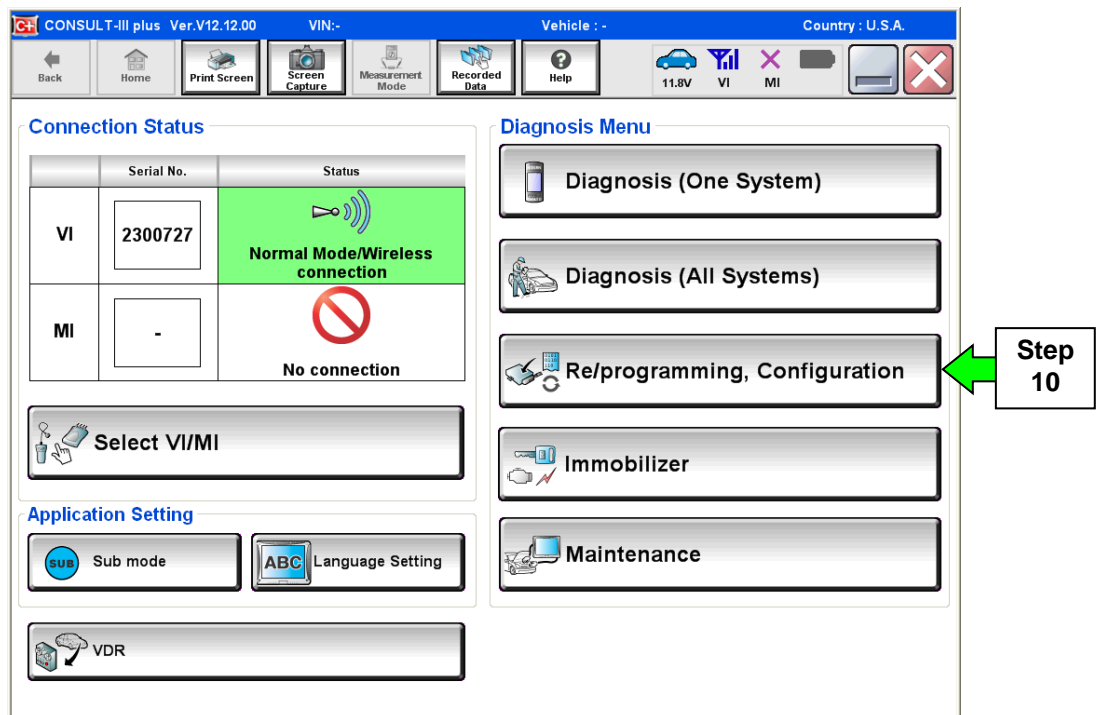 C+ CONSULT-III plus Ver.V12.12.00 VIN:- Vehicle : - Country : U.S.A.
Back Home Print Screen Screen Capture Measurement Mode Recorded Data Help 11.8V VI MI
Connection Status
Serial No. Status
VI 2300727 Normal Mode/Wireless
connection
MI - No connection
Select VI/MI
Application Setting
SUB Sub mode ABC Language Setting
VDR
Diagnosis Menu
Diagnosis (One System)
Diagnosis (All Systems)
Re/programming, Configuration
Immobilizer
Maintenance
Step
10